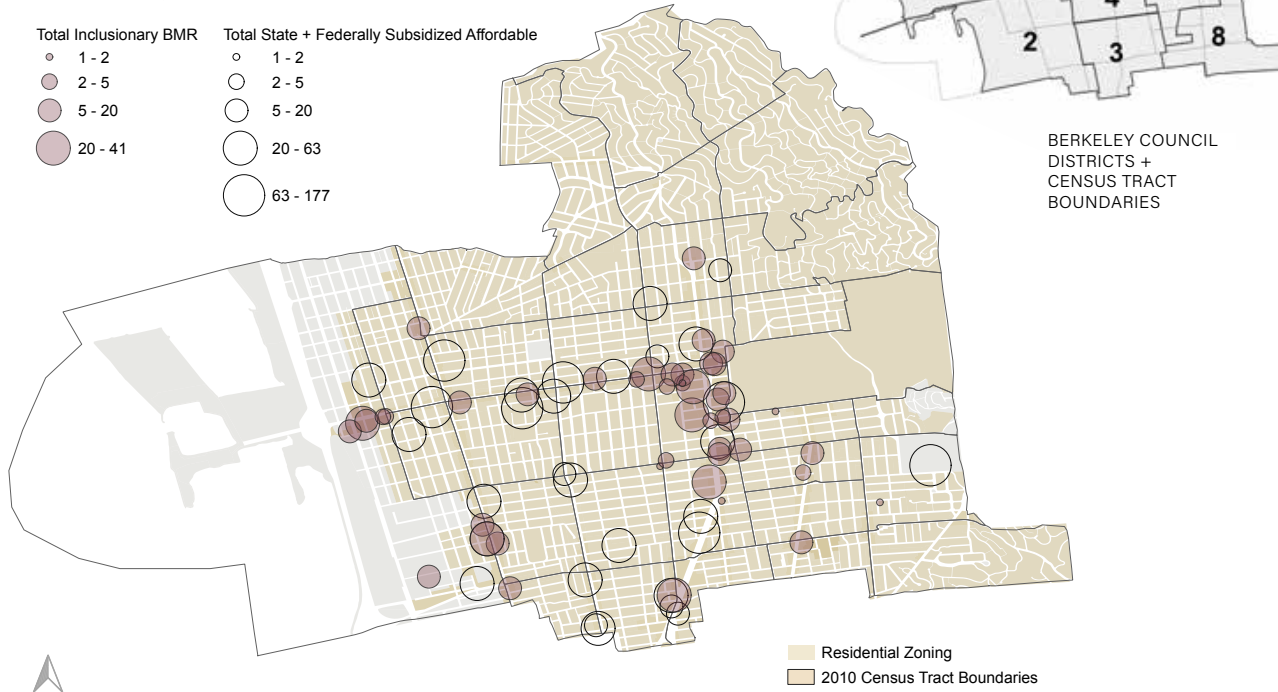 Total Inclusionary BMR
1 - 2
2 - 5
5 - 20
20 - 41
Total State + Federally Subsidized Affordable
1 - 2
2 - 5
5 - 20
20 - 63
63 - 177
2
3
8
BERKELEY COUNCIL
DISTRICTS +
CENSUS TRACT
BOUNDARIES
Residential Zoning
2010 Census Tract Boundaries